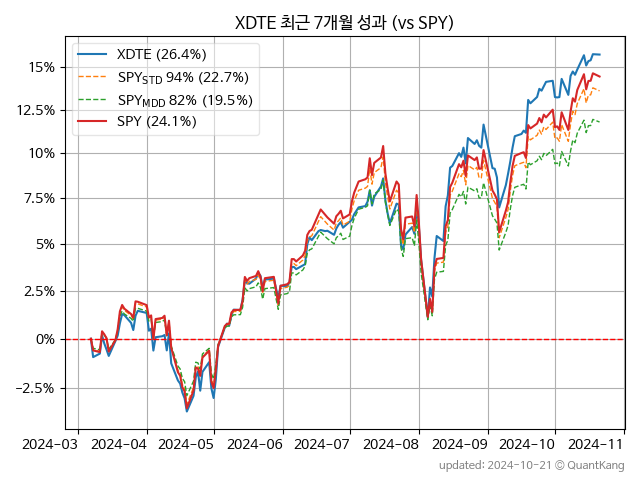 XDTE 최근 7개월 성과 (vs SPY)
XDTE (26.4%)
SPY_STD 94% (22.7%)
SPY_MDD 82% (19.5%)
SPY (24.1%)
15%
12.5%
10%
7.5%
5%
2.5%
0%
−2.5%
2024-03 2024-04 2024-05 2024-06 2024-07 2024-08 2024-09 2024-10 2024-11
updated: 2024-10-21 © QuantKang